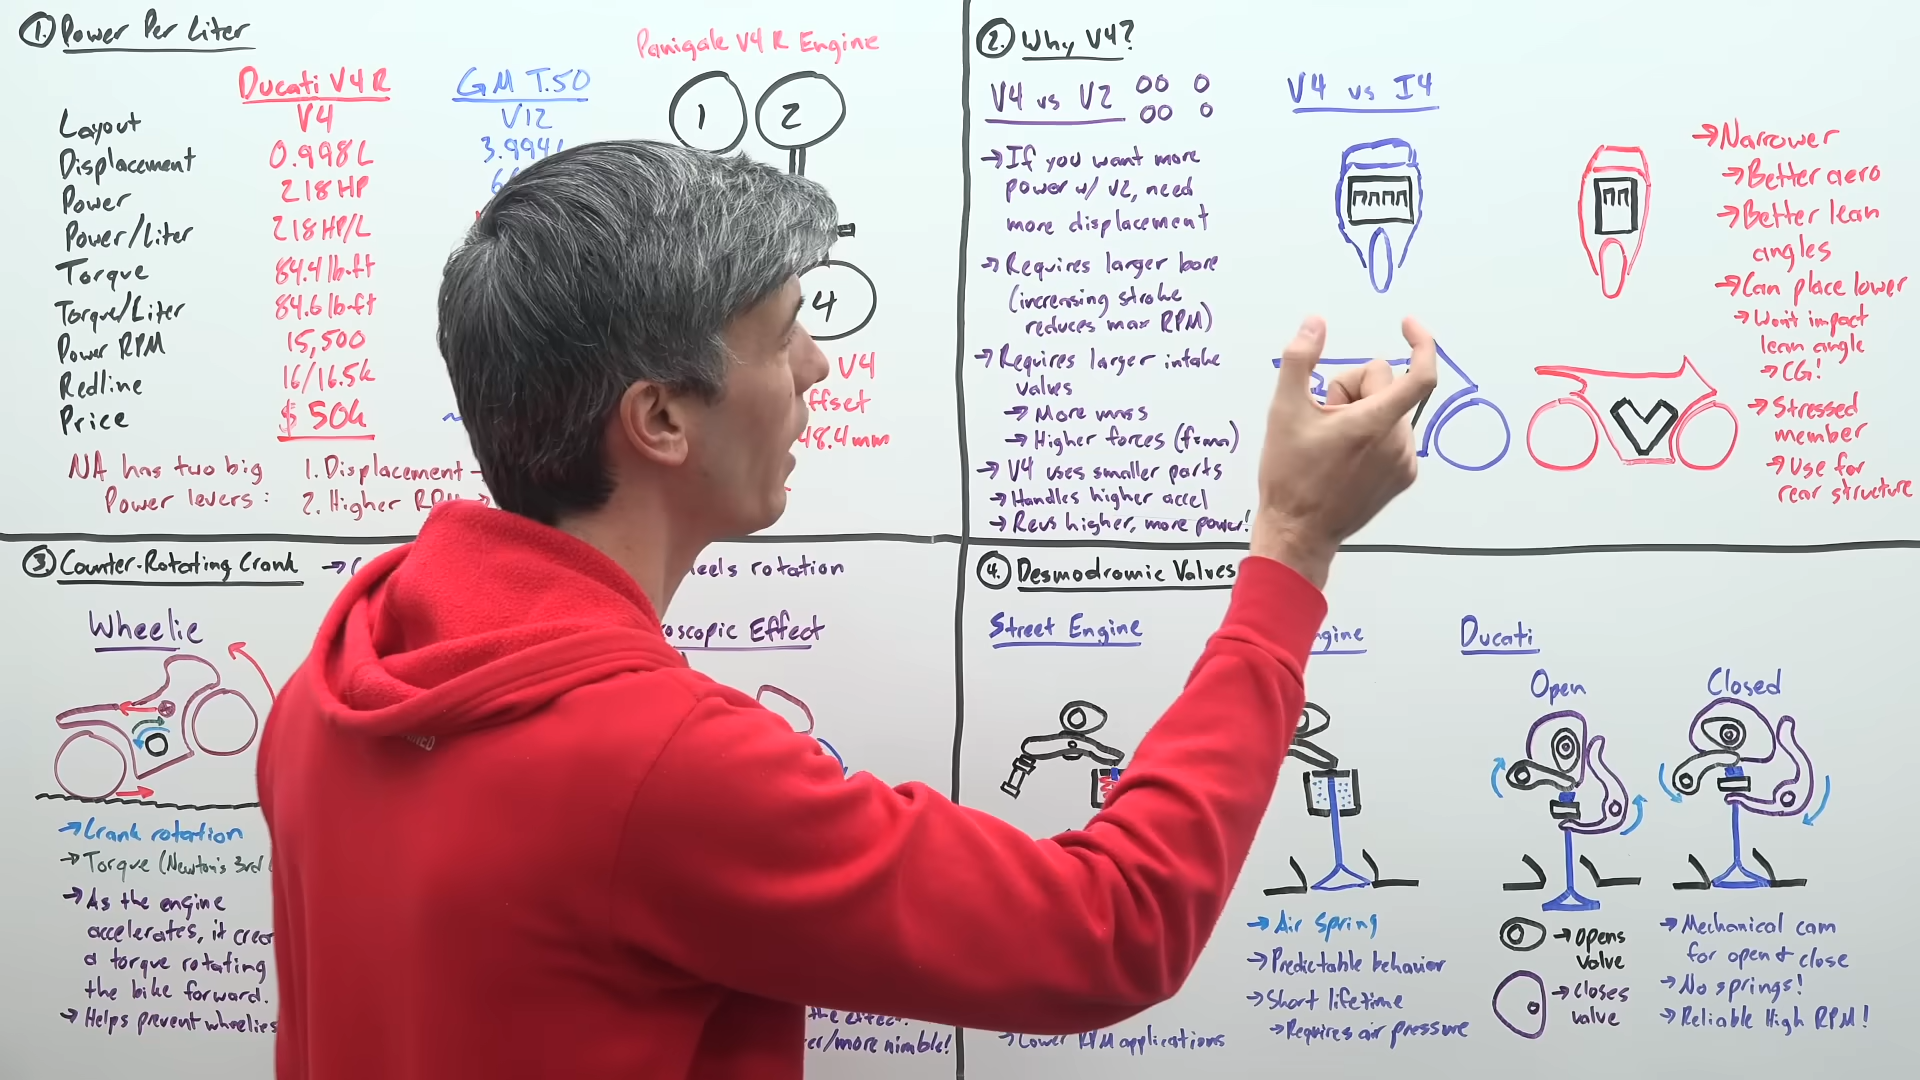 1. Power Per Liter
Panigale V4 R Engine
Ducati V4 R
GM T.50
Layout
V4
V12
Displacement
0.998L
3.994L
Power
218 HP
Power/Liter
218 HP/L
Torque
84.4 lb-ft
Torque/Liter
84.6 lb-ft
Power RPM
15,500
Redline
16/16.5k
Price
$50k
NA has two big
Power levers:
1. Displacement
2. Higher RPM
1
2
4
V4
48.4mm
2. Why V4?
V4 vs V2
→ If you want more
power w/ V2, need
more displacement
→ Requires larger bore
(increasing stroke
reduces max RPM)
→ Requires larger intake
valves
→ More mass
→ Higher forces (f=ma)
→ V4 uses smaller parts
→ Handles higher accel
→ Revs higher, more power!
V4 vs I4
→ Narrower
→ Better aero
→ Better lean
angles
→ Can place lower
→ Won't impact
lean angle
→ CG!
→ Stressed
member
→ Use for
rear structure
3. Counter-Rotating Crank
rotation
Wheelie
→ Crank rotation
→ Torque (Newton's 3rd
→ As the engine
accelerates, it
a torque rotating
the bike forward.
→ Helps prevent wheelies
Effect
the effect.
/more nimble!
4. Desmodromic Valves
Street Engine
→ Lower RPM applications
→ Air Spring
→ Predictable behavior
→ Short lifetime
→ Requires air pressure
Ducati
Open
Closed
→ Opens
valve
→ Closes
valve
→ Mechanical cam
for open & close
→ No springs!
→ Reliable High RPM!